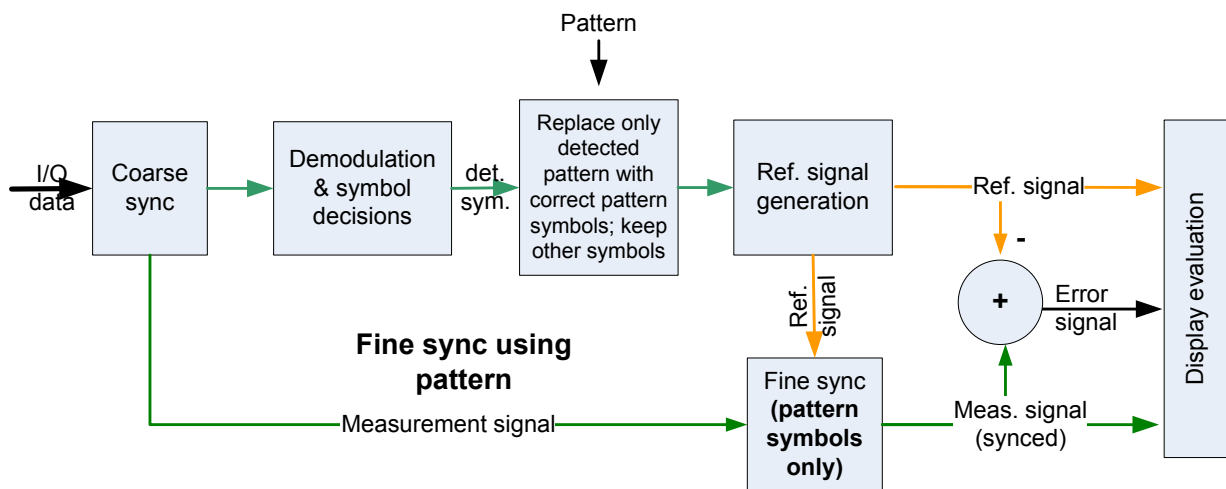 Pattern
I/Q
data
Coarse
sync
Demodulation
& symbol
decisions
det.
sym.
Replace only
detected
pattern with
correct pattern
symbols; keep
other symbols
Ref. signal
generation
Ref. signal
-
+
Error
signal
Display evaluation
Ref.
signal
Fine sync using
pattern
Measurement signal
Fine sync
(pattern
symbols
only)
Meas. signal
(synced)